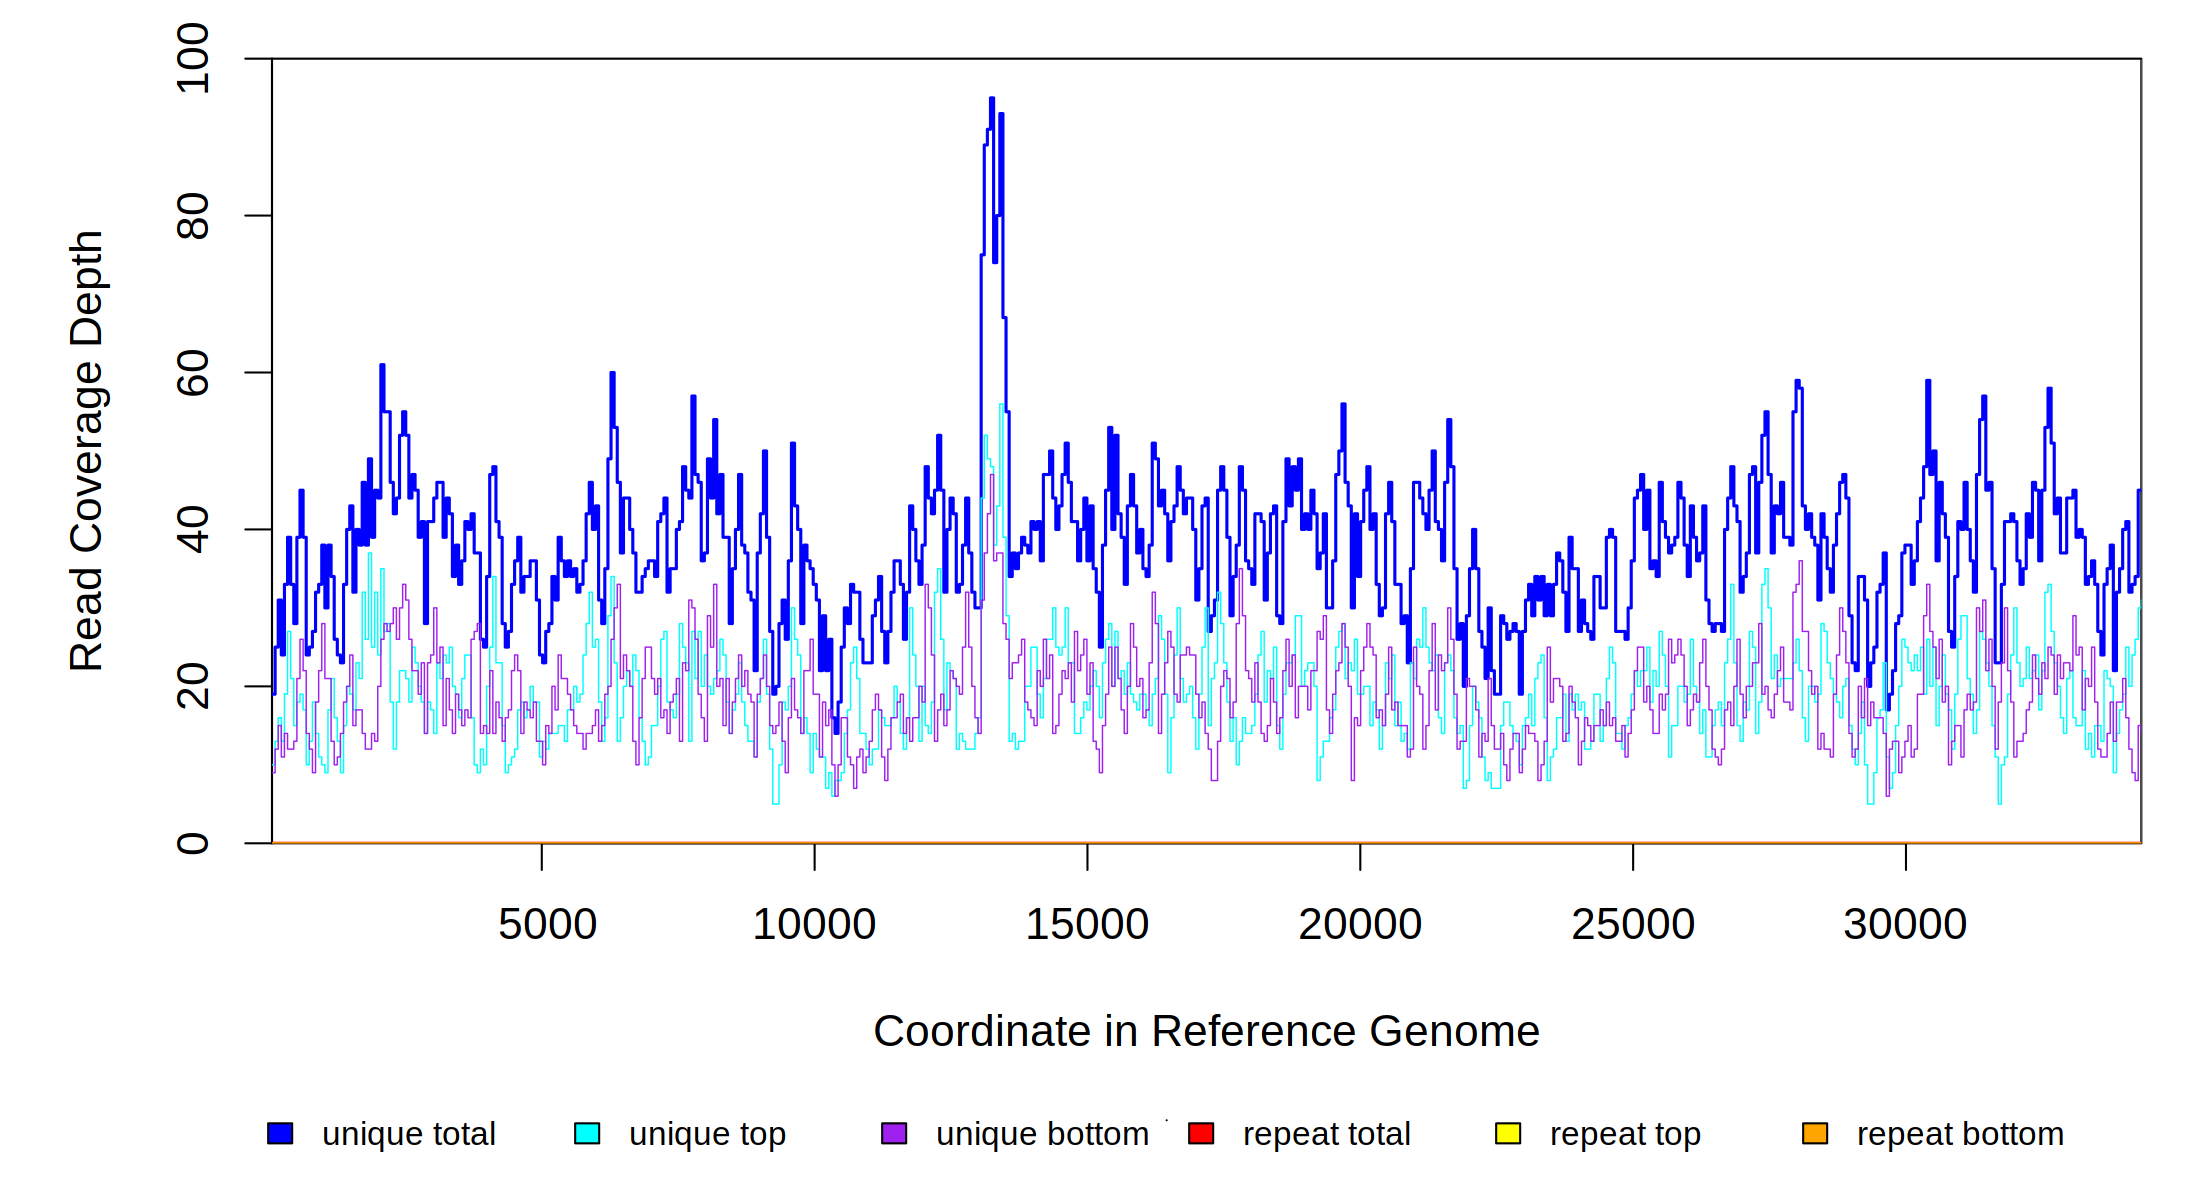 100
80
60
40
20
0
Read Coverage Depth
5000 10000 15000 20000 25000 30000
Coordinate in Reference Genome
unique total unique top unique bottom repeat total repeat top repeat bottom